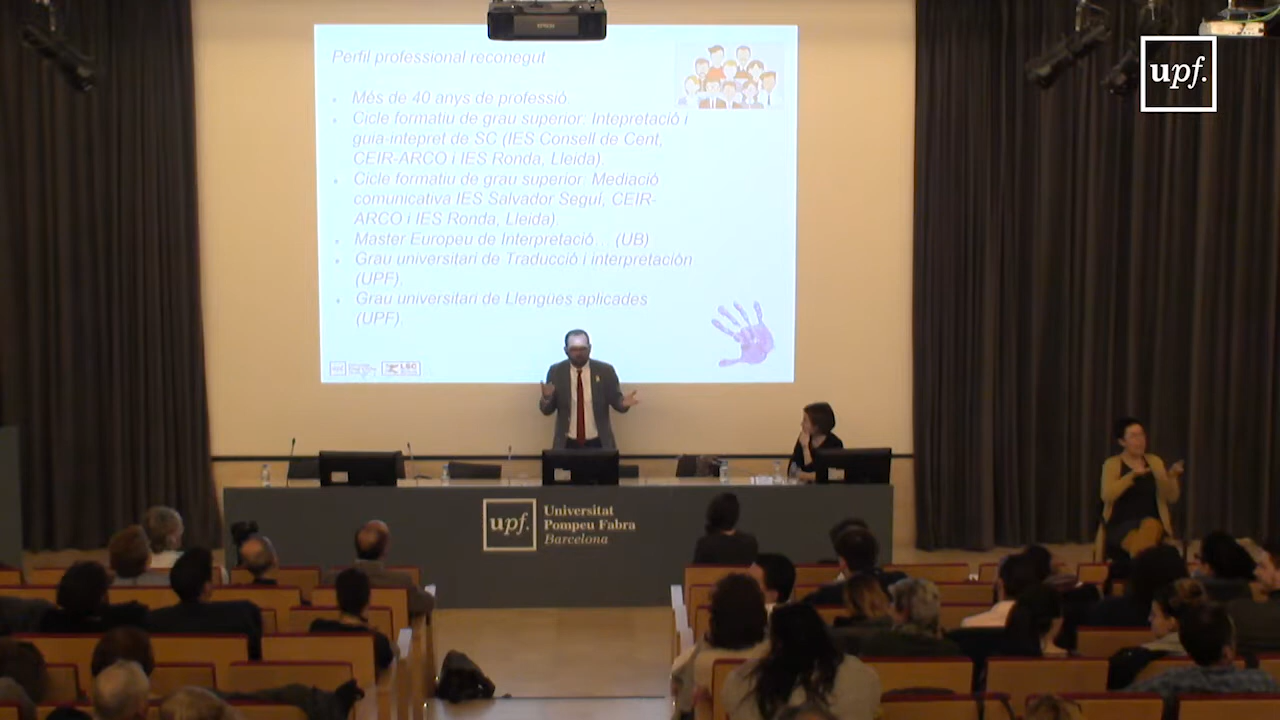 EPSON
Perfil professional reconegut
Més de 40 anys de professió.
Cicle formatiu de grau superior: Intepretació i
guia-intepret de SC (IES Consell de Cent,
CEIR-ARCO i IES Ronda, Lleida).
Cicle formatiu de grau superior: Mediació
comunicativa IES Salvador Seguí, CEIR-
ARCO i IES Ronda, Lleida).
Master Europeu de Interpretació... (UB)
Grau universitari de Traducció i interpretación
(UPF).
Grau universitari de Llengües aplicades
(UPF).
upf.
LSC
upf.
upf.
Universitat
Pompeu Fabra
Barcelona